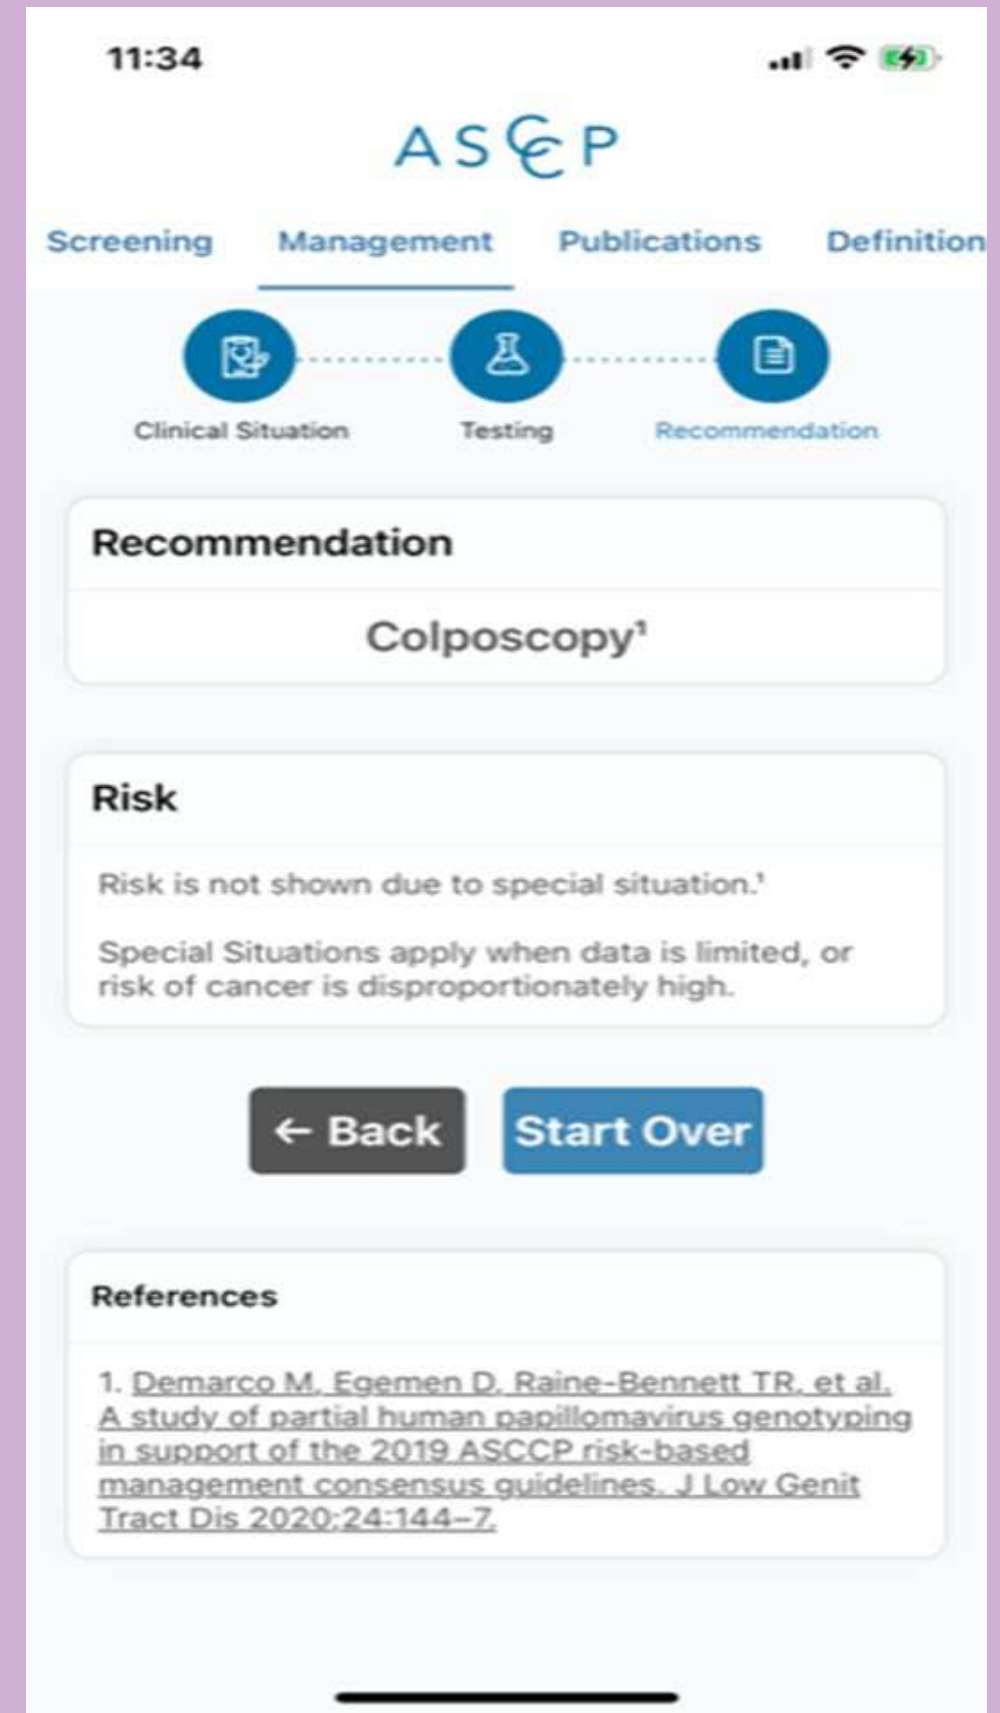 11:34
ASCCP
Screening Management Publications Definition
Clinical Situation Testing Recommendation
Recommendation
Colposcopy¹
Risk
Risk is not shown due to special situation.¹
Special Situations apply when data is limited, or
risk of cancer is disproportionately high.
← Back Start Over
References
1. Demarco M, Egemen D, Raine-Bennett TR, et al.
A study of partial human papillomavirus genotyping
in support of the 2019 ASCCP risk-based
management consensus guidelines. J Low Genit
Tract Dis 2020;24:144–7.